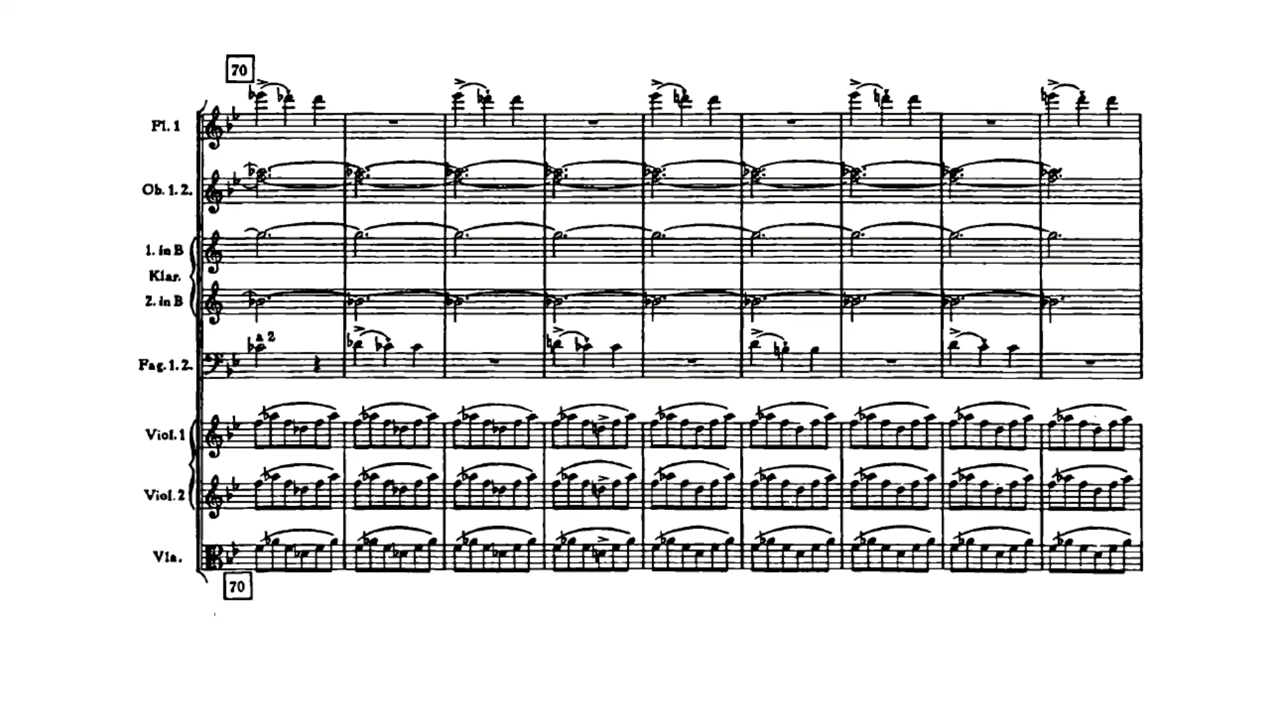 70
Fl. 1
Ob. 1. 2.
1. in B
Klar.
2. in B
a 2
Fag. 1. 2.
Viol. 1
Viol. 2
Vla.
70